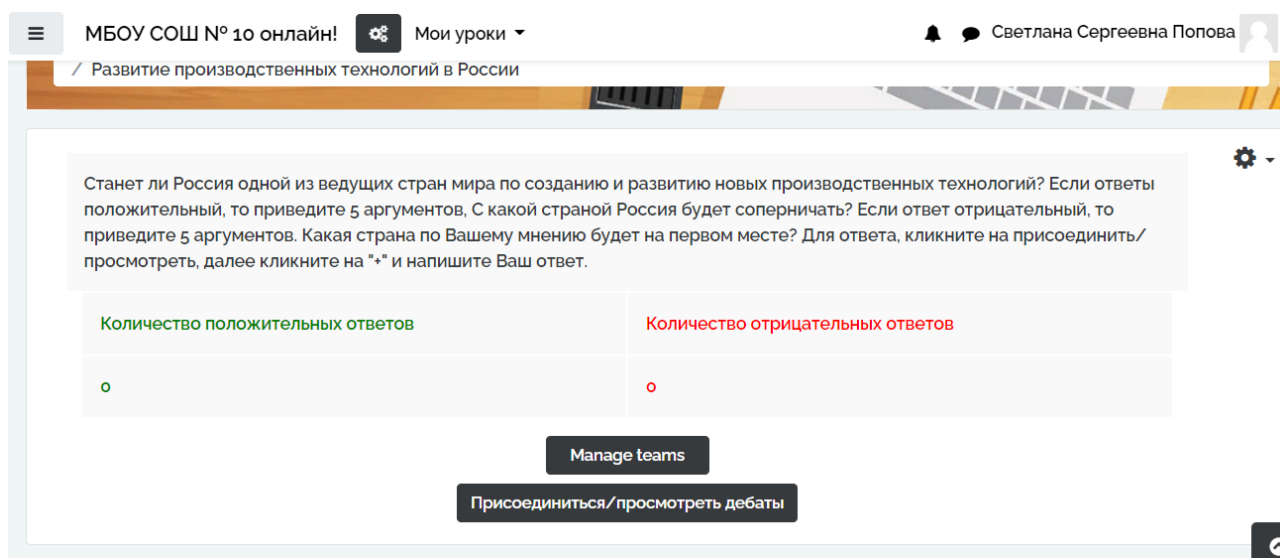 МБОУ СОШ № 10 онлайн! Мои уроки Светлана Сергеевна Попова
/ Развитие производственных технологий в России
Станет ли Россия одной из ведущих стран мира по созданию и развитию новых производственных технологий? Если ответы
положительный, то приведите 5 аргументов, С какой страной Россия будет соперничать? Если ответ отрицательный, то
приведите 5 аргументов. Какая страна по Вашему мнению будет на первом месте? Для ответа, кликните на присоединить/
просмотреть, далее кликните на "+" и напишите Ваш ответ.
Количество положительных ответов Количество отрицательных ответов
0 0
Manage teams
Присоединиться/просмотреть дебаты